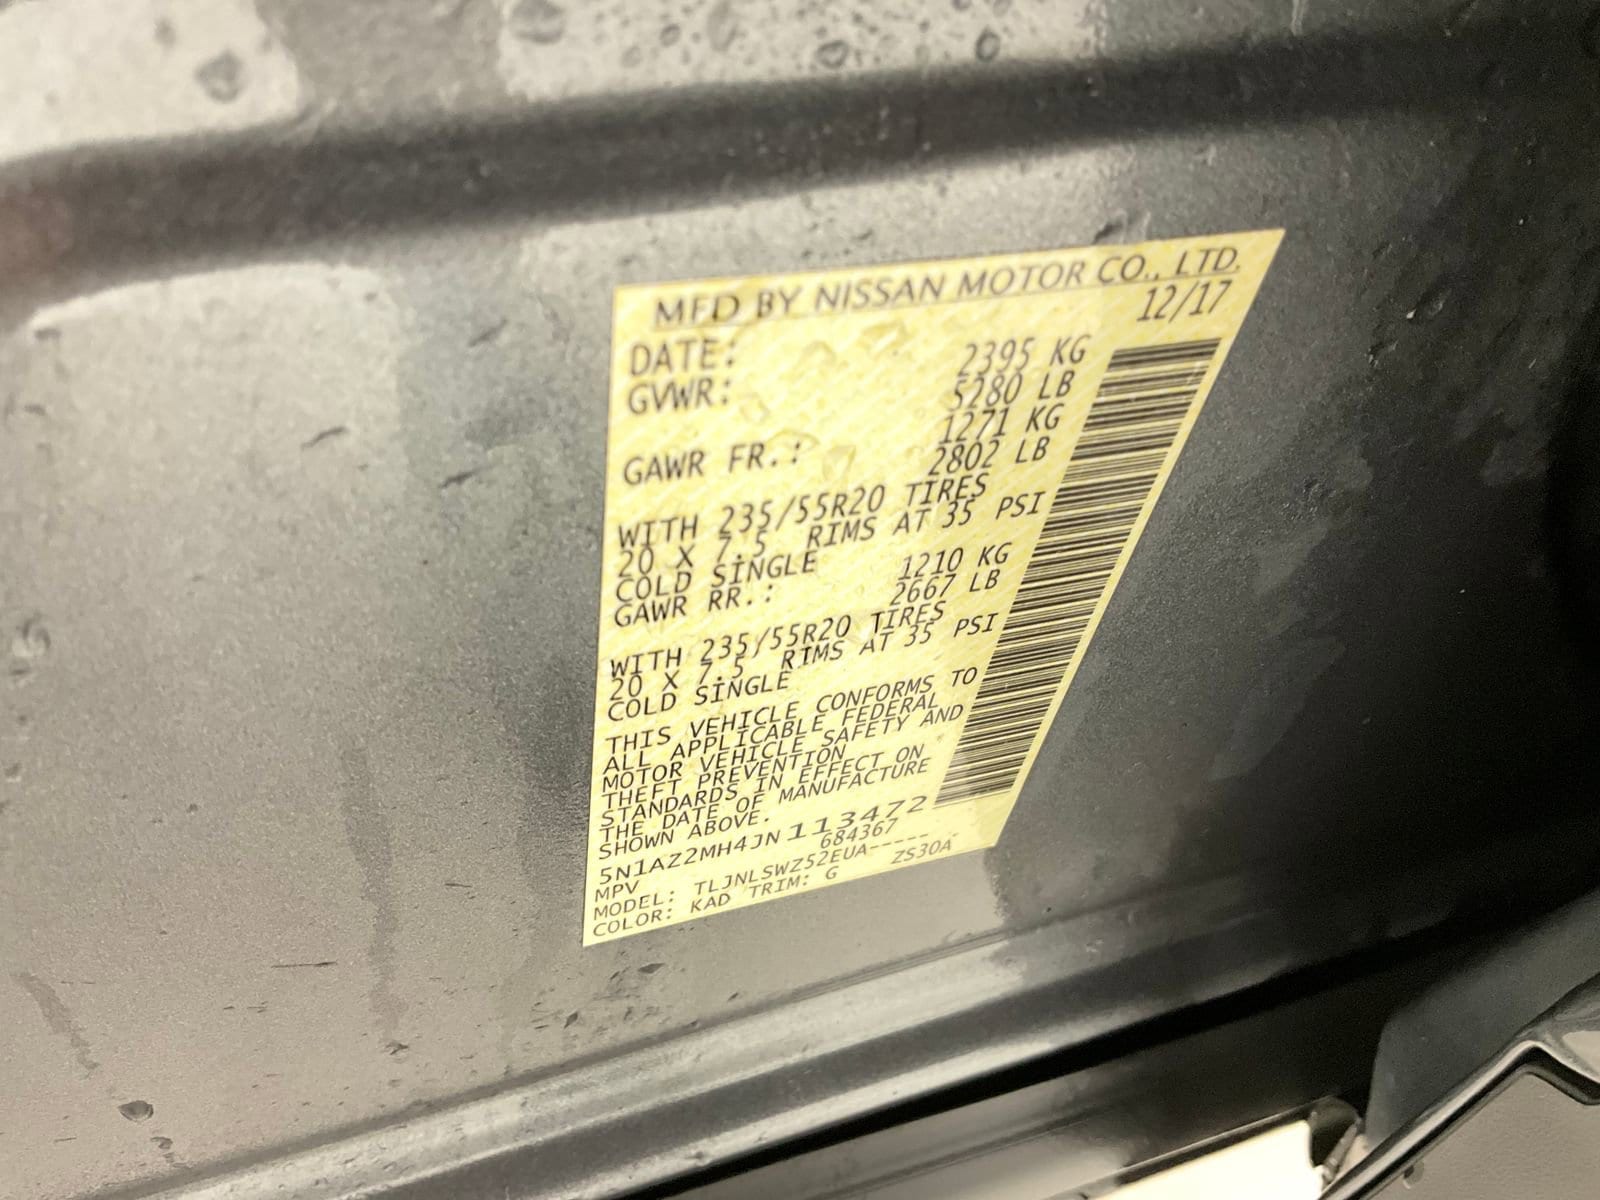 MFD BY NISSAN MOTOR CO., LTD.
DATE: 12/17
GVWR: 2395 KG
5280 LB
GAWR FR.: 1271 KG
2802 LB
WITH 235/55R20 TIRES
20 X 7.5 RIMS AT 35 PSI
COLD SINGLE
GAWR RR.: 1210 KG
2667 LB
WITH 235/55R20 TIRES
20 X 7.5 RIMS AT 35 PSI
COLD SINGLE
THIS VEHICLE CONFORMS TO
ALL APPLICABLE FEDERAL
MOTOR VEHICLE SAFETY AND
THEFT PREVENTION
STANDARDS IN EFFECT ON
THE DATE OF MANUFACTURE
SHOWN ABOVE.
5N1AZ2MH4JN113472
MPV 684367
MODEL: TLJNLSWZ52EUA-----
COLOR: KAD TRIM: G ZS30A